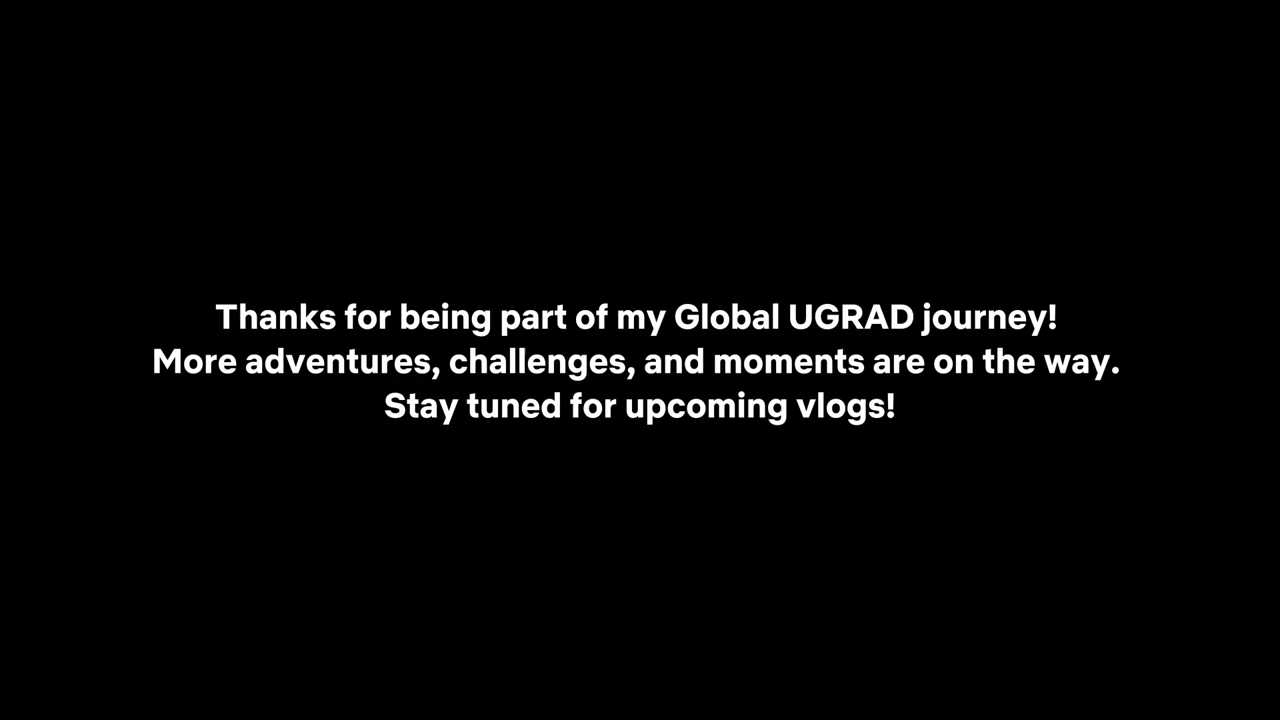 Thanks for being part of my Global UGRAD journey!
More adventures, challenges, and moments are on the way.
Stay tuned for upcoming vlogs!